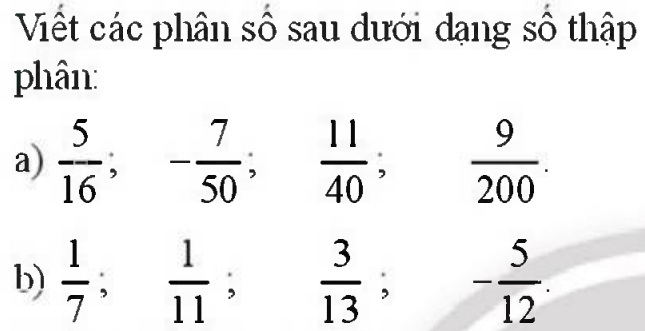 Viết các phân số sau dưới dạng số thập
phân:
a) 5/16; -7/50; 11/40; 9/200.
b) 1/7; 1/11; 3/13; -5/12.